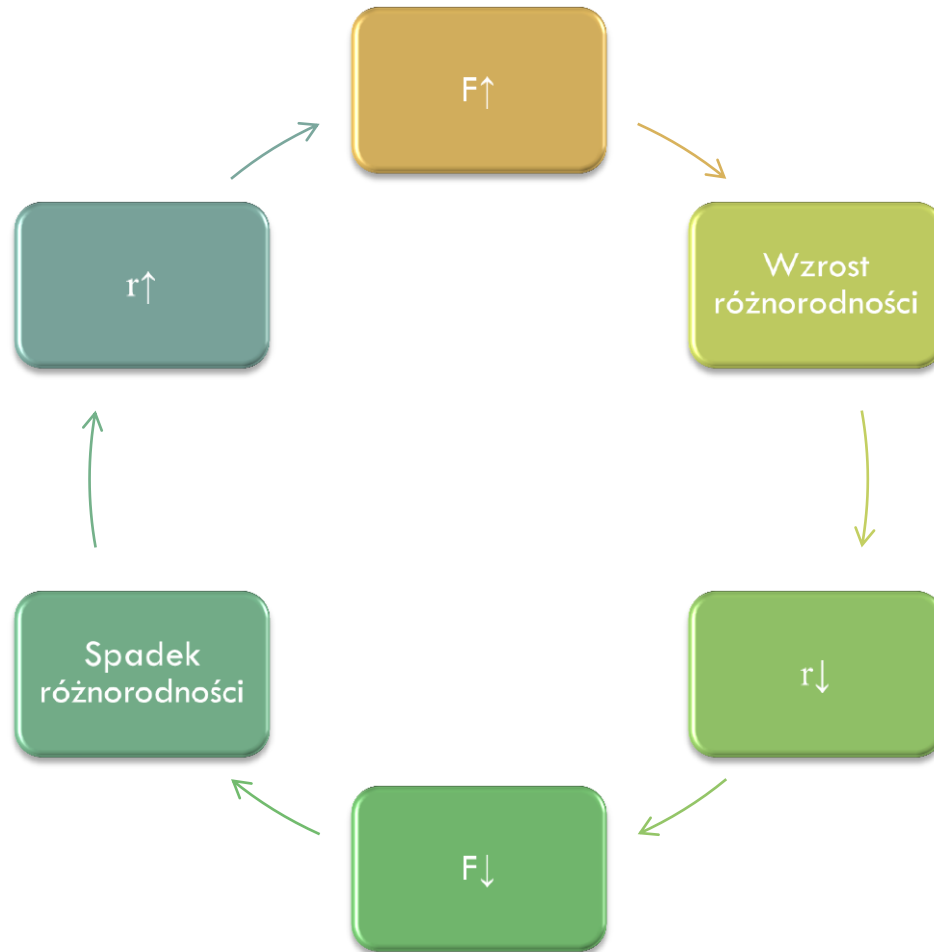 F↑
Wzrost
różnorodności
r↓
F↓
Spadek
różnorodności
r↑